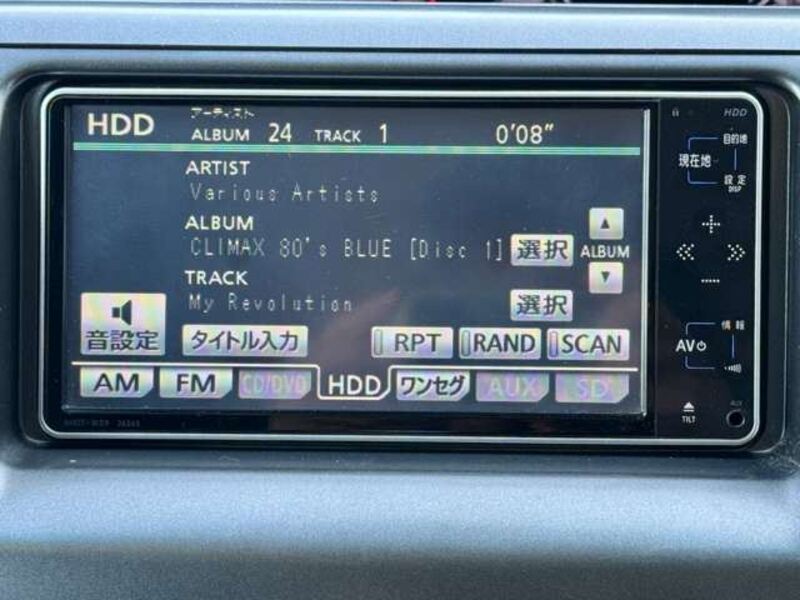 HDD アーティスト
ALBUM 24 TRACK 1 0'08"
ARTIST
Various Artists
ALBUM
CLIMAX 80's BLUE [Disc 1] 選択 ALBUM
TRACK
My Revolution 選択
音設定 タイトル入力 RPT RAND SCAN
AM FM CD/DVD HDD ワンセグ AUX SD
HDD
目的地
現在地
設定
DISP
情報
AV
TILT
AUX